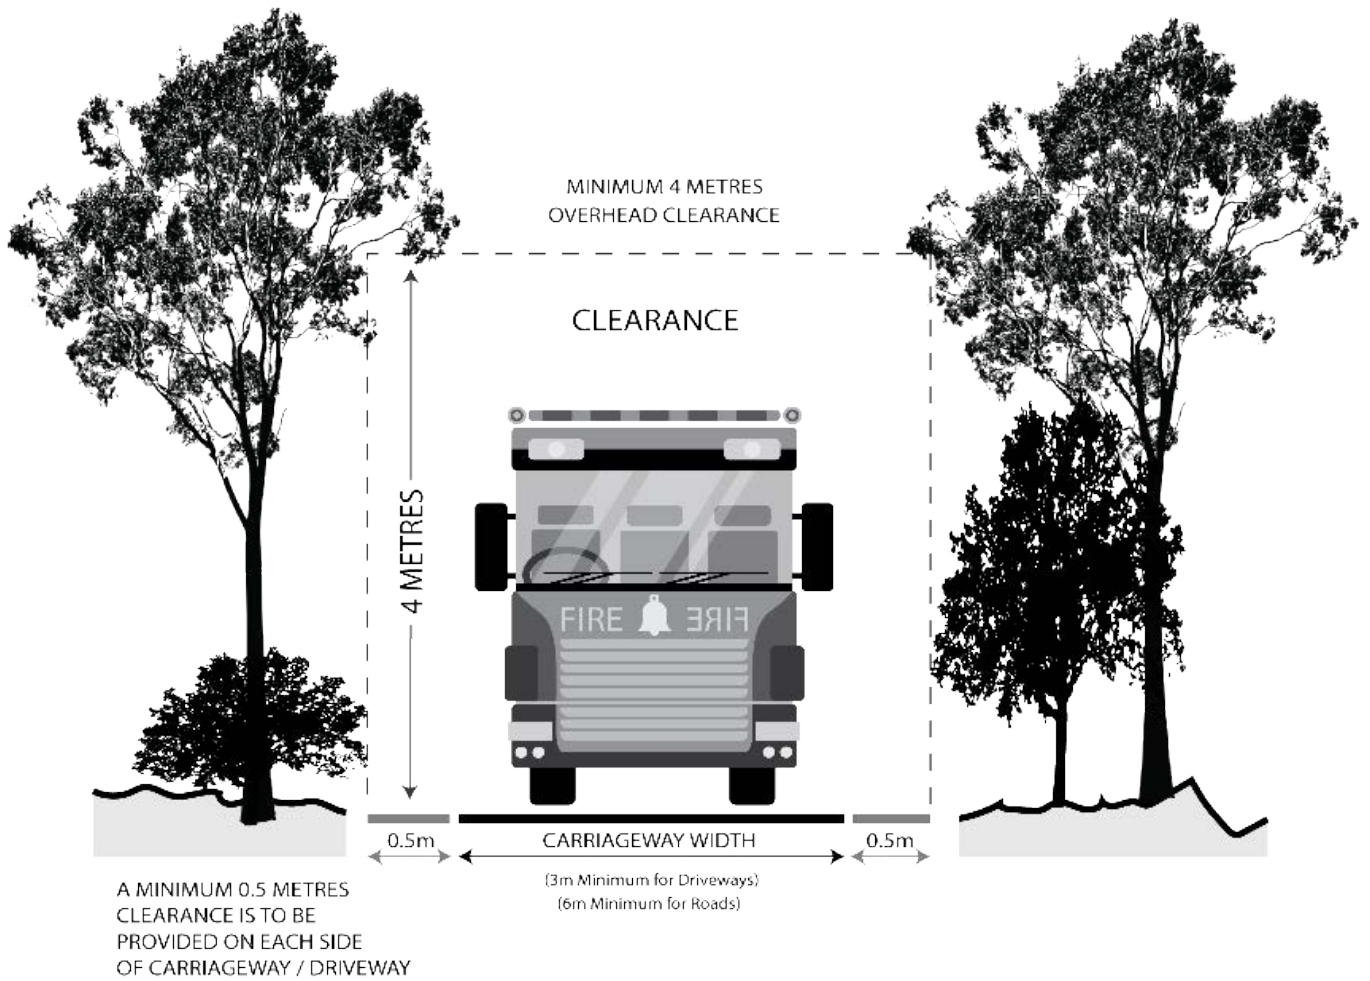 MINIMUM 4 METRES
OVERHEAD CLEARANCE
CLEARANCE
4 METRES
FIRE FIRE
0.5m
CARRIAGEWAY WIDTH
0.5m
(3m Minimum for Driveways)
(6m Minimum for Roads)
A MINIMUM 0.5 METRES
CLEARANCE IS TO BE
PROVIDED ON EACH SIDE
OF CARRIAGEWAY / DRIVEWAY